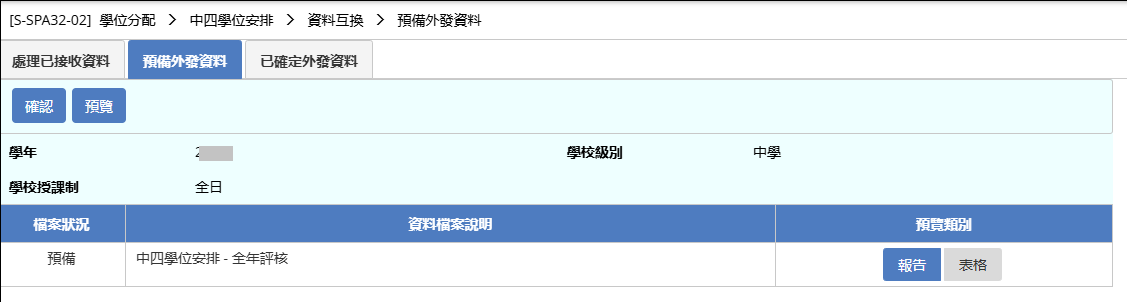 [S-SPA32-02] 學位分配 > 中四學位安排 > 資料互換 > 預備外發資料
處理已接收資料 預備外發資料 已確定外發資料
確認 預覽
學年 學校級別 中學
學校授課制 全日
檔案狀況 資料檔案說明 預覽類別
預備 中四學位安排 - 全年評核 報告 表格